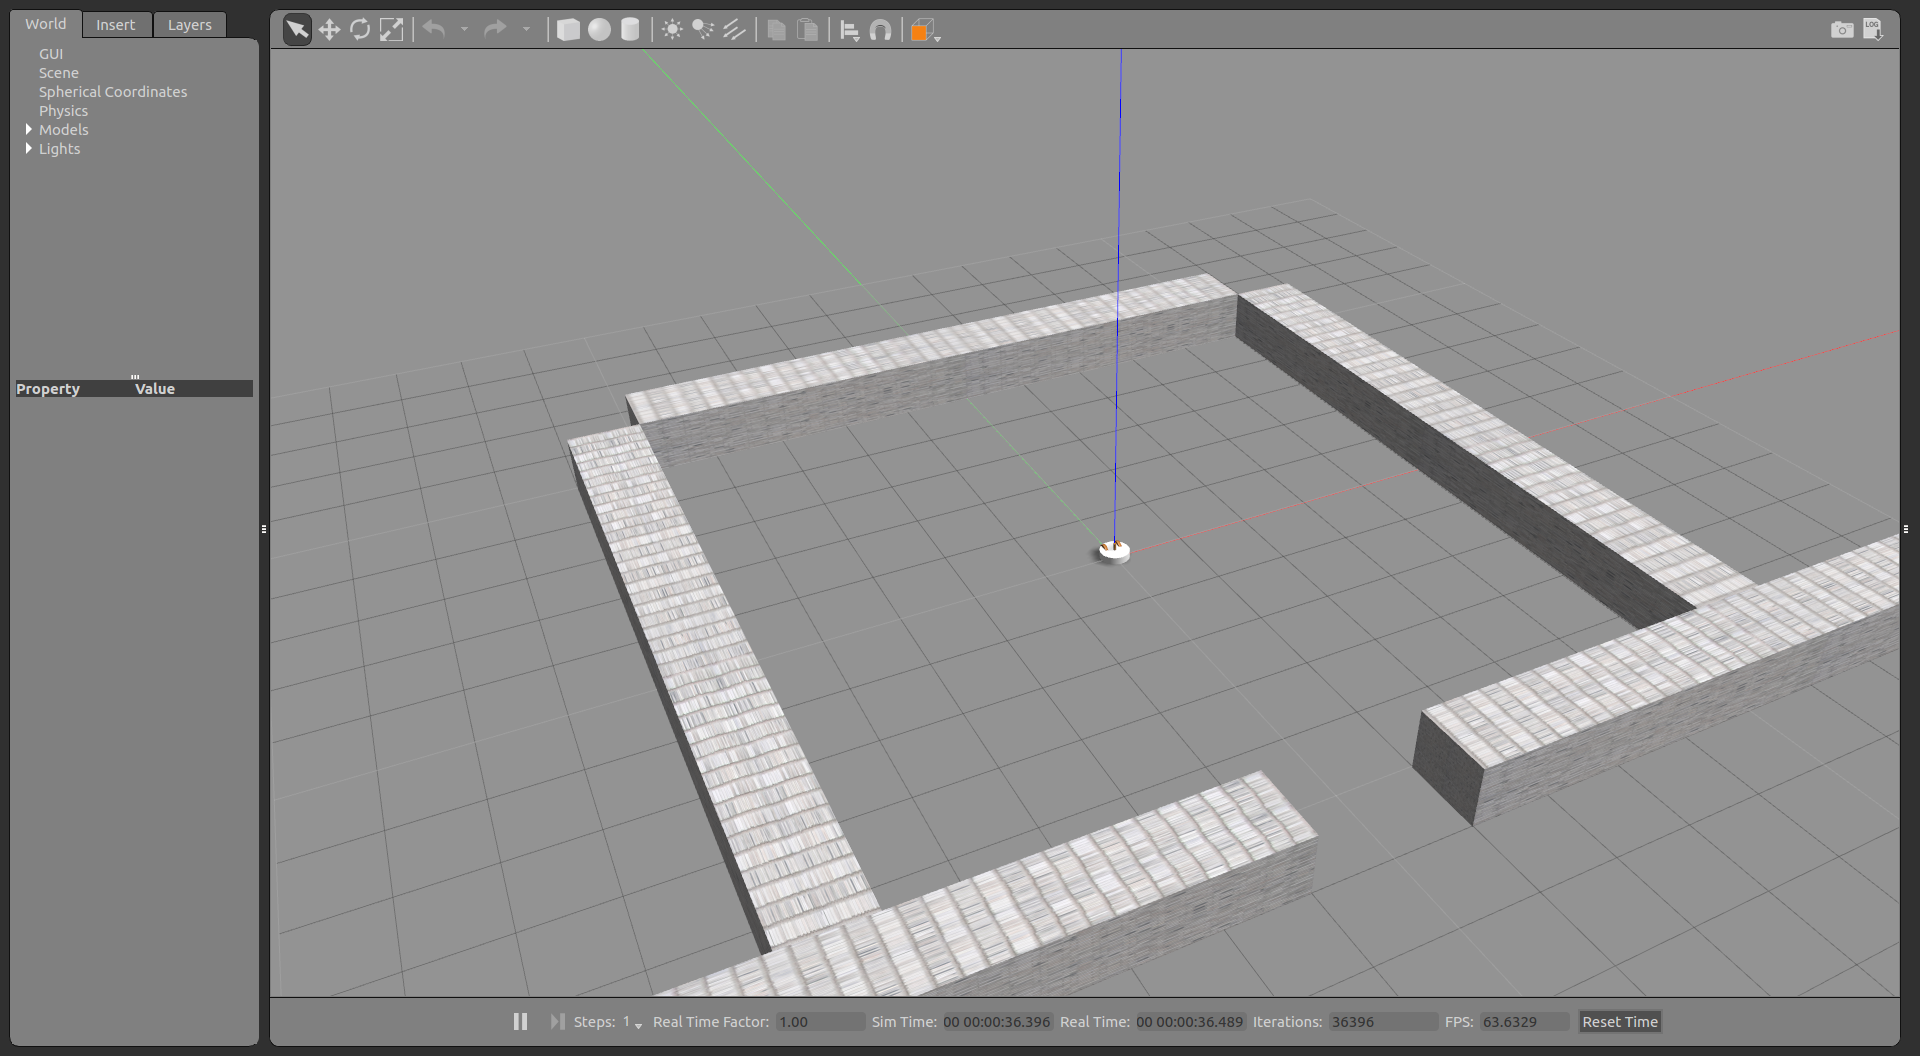 World Insert Layers
LOG
GUI
Scene
Spherical Coordinates
Physics
Models
Lights
Property Value
Steps: 1 Real Time Factor: 1.00 Sim Time: 00 00:00:36.396 Real Time: 00 00:00:36.489 Iterations: 36396 FPS: 63.6329 Reset Time